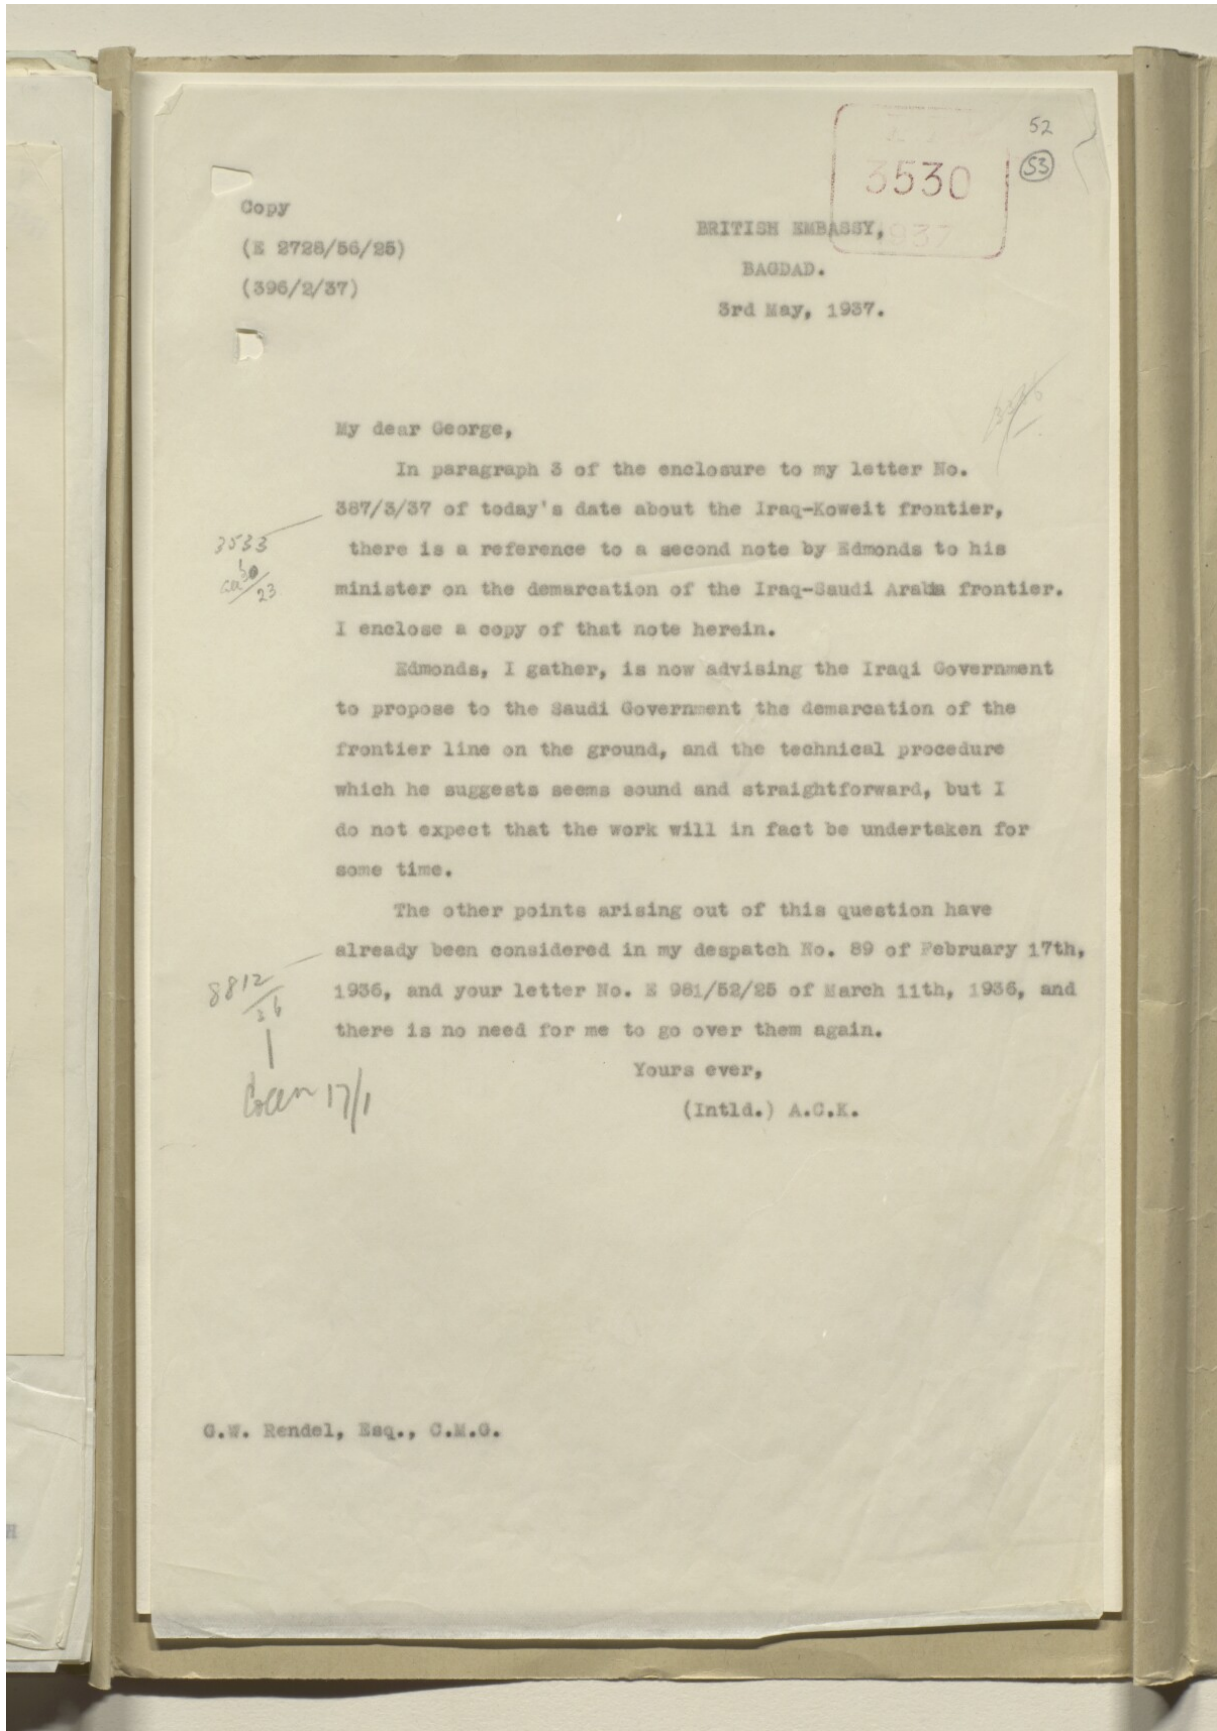 52
53
3530
1937
Copy
(E 2728/56/25)
(396/2/37)
BRITISH EMBASSY,
BAGDAD.
3rd May, 1937.
My dear George,
In paragraph 3 of the enclosure to my letter No.
387/3/37 of today's date about the Iraq-Koweit frontier,
there is a reference to a second note by Edmonds to his
minister on the demarcation of the Iraq-Saudi Arabia frontier.
I enclose a copy of that note herein.
Edmonds, I gather, is now advising the Iraqi Government
to propose to the Saudi Government the demarcation of the
frontier line on the ground, and the technical procedure
which he suggests seems sound and straightforward, but I
do not expect that the work will in fact be undertaken for
some time.
The other points arising out of this question have
already been considered in my despatch No. 89 of February 17th,
1936, and your letter No. E 981/52/25 of March 11th, 1936, and
there is no need for me to go over them again.
Yours ever,
(Intld.) A.C.K.
3533
23
8812
36
17/1
G.W. Rendel, Esq., C.M.G.
H